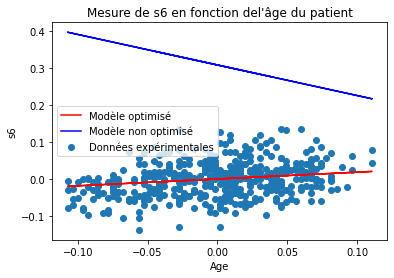 Mesure de s6 en fonction del'âge du patient
0.4
0.3
0.2
0.1
0.0
−0.1
s6
Modèle optimisé
Modèle non optimisé
Données expérimentales
−0.10
−0.05
0.00
0.05
0.10
Age